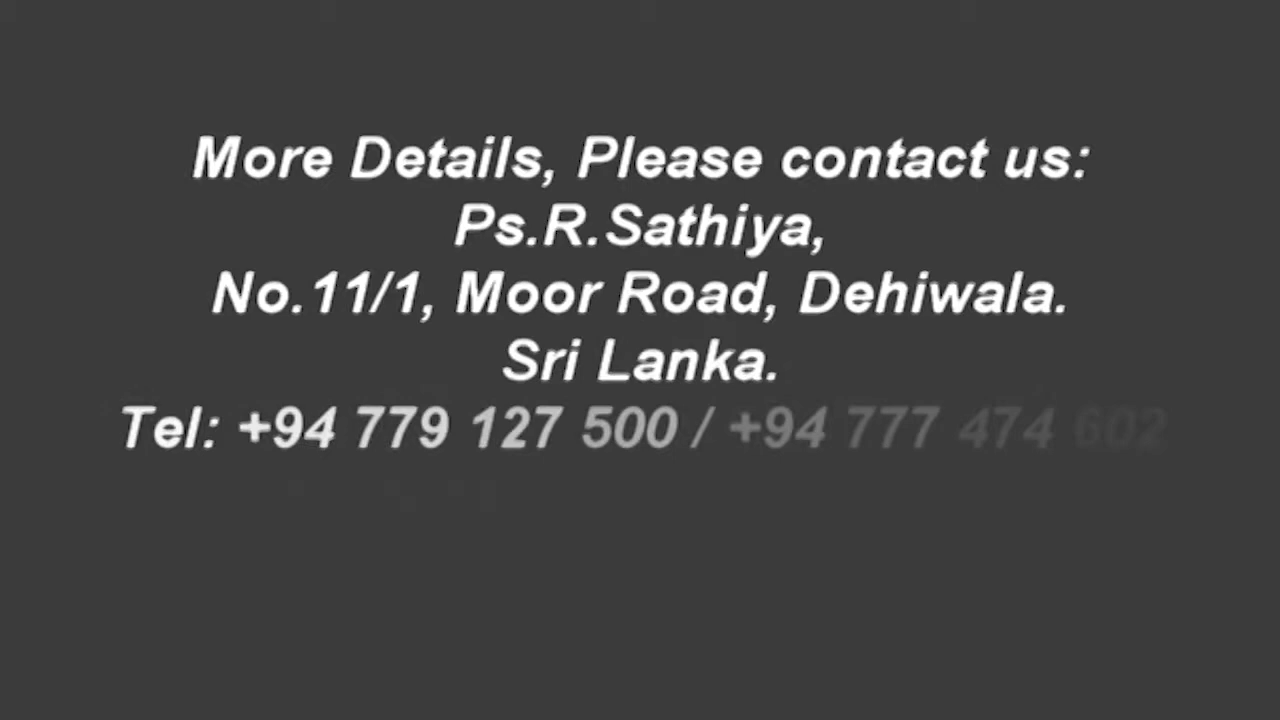 More Details, Please contact us:
Ps.R.Sathiya,
No.11/1, Moor Road, Dehiwala.
Sri Lanka.
Tel: +94 779 127 500 / +94 777 474 602